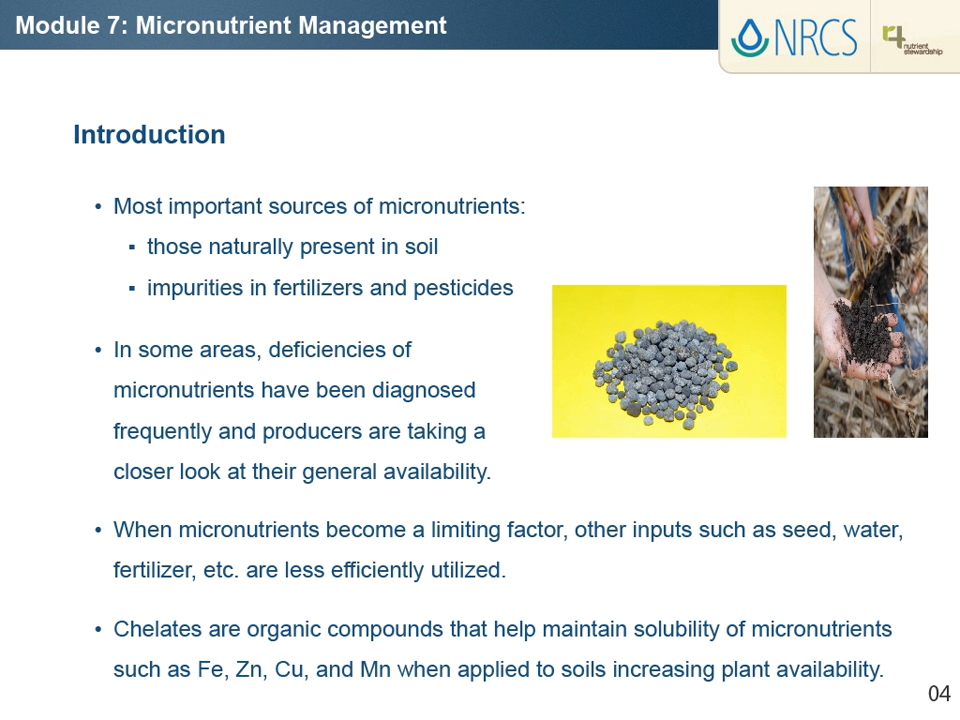 Module 7: Micronutrient Management
NRCS
r4 nutrient
stewardship
Introduction
• Most important sources of micronutrients:
▪ those naturally present in soil
▪ impurities in fertilizers and pesticides
• In some areas, deficiencies of
micronutrients have been diagnosed
frequently and producers are taking a
closer look at their general availability.
• When micronutrients become a limiting factor, other inputs such as seed, water,
fertilizer, etc. are less efficiently utilized.
• Chelates are organic compounds that help maintain solubility of micronutrients
such as Fe, Zn, Cu, and Mn when applied to soils increasing plant availability.
04